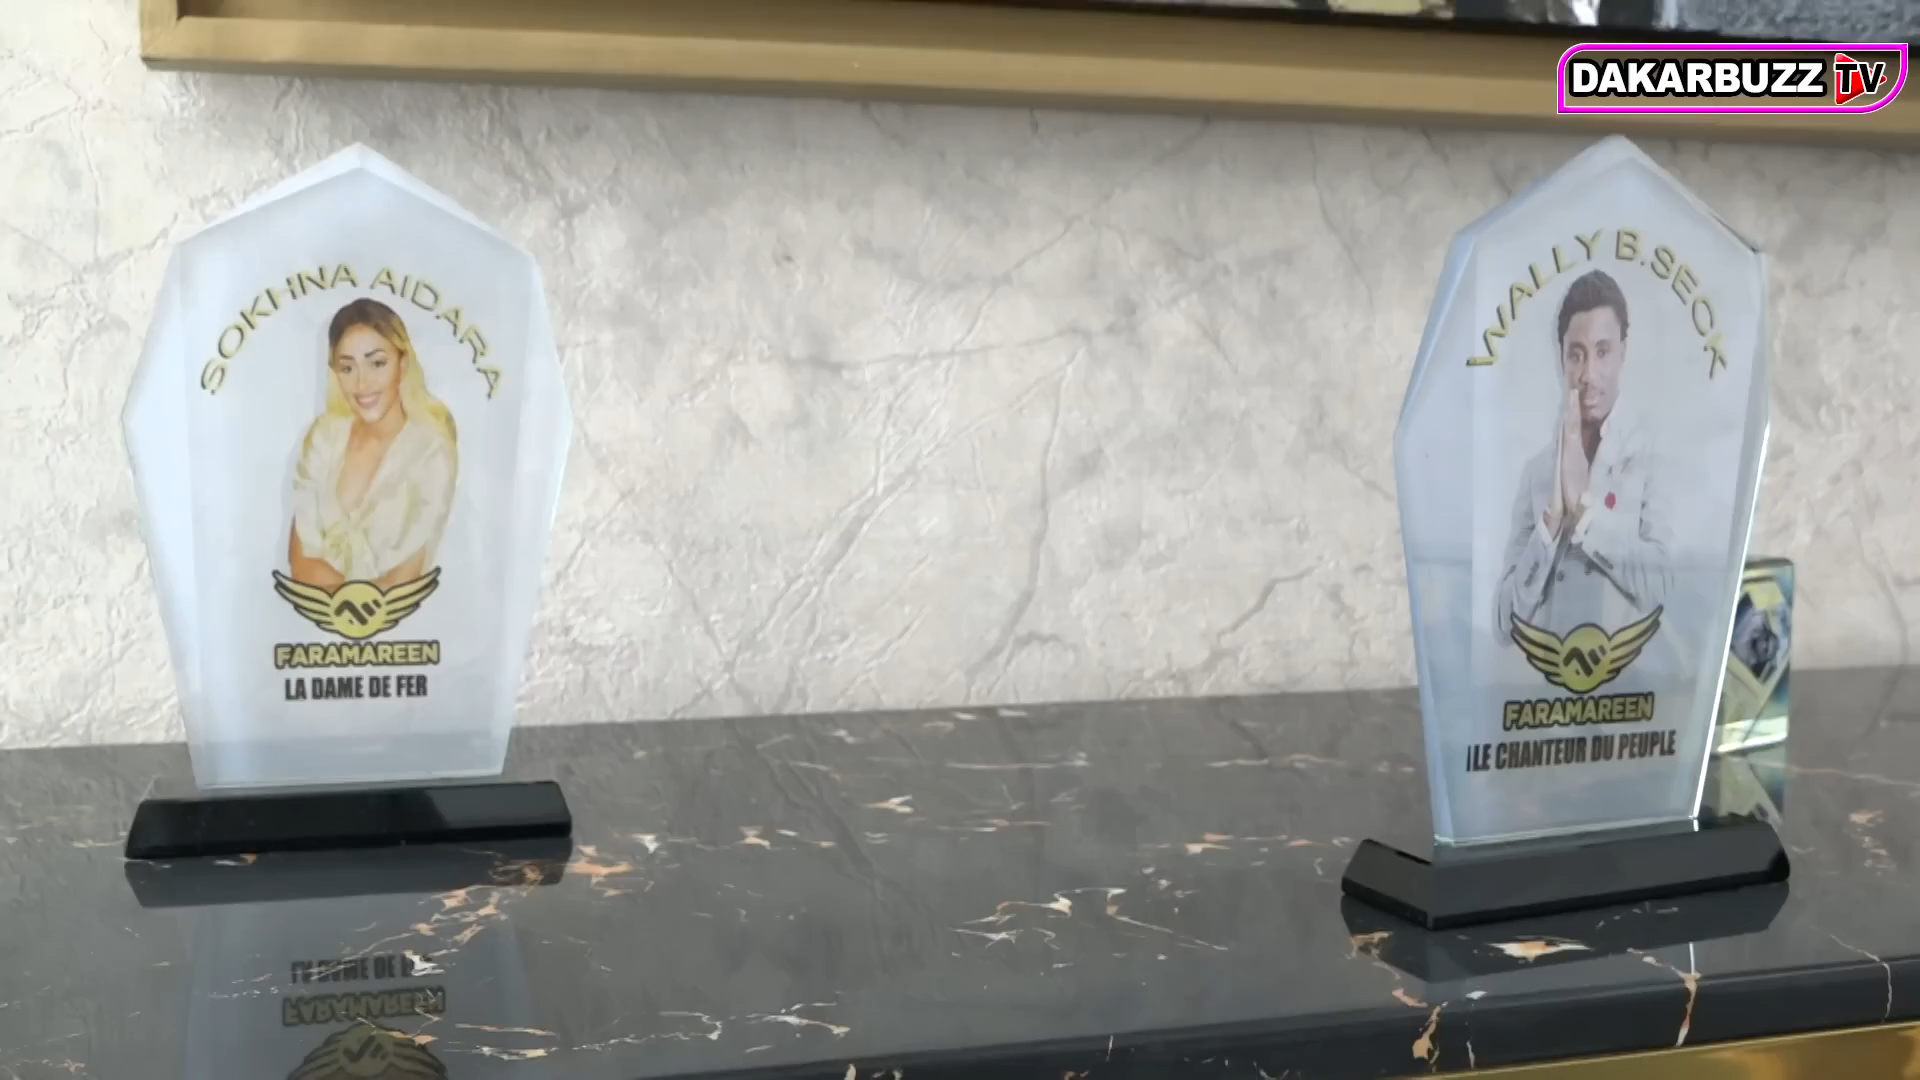 DAKARBUZZ TV
SOKHNA AIDARA
FARAMAREEN
LA DAME DE FER
WALLY B.SECK
FARAMAREEN
LE CHANTEUR DU PEUPLE